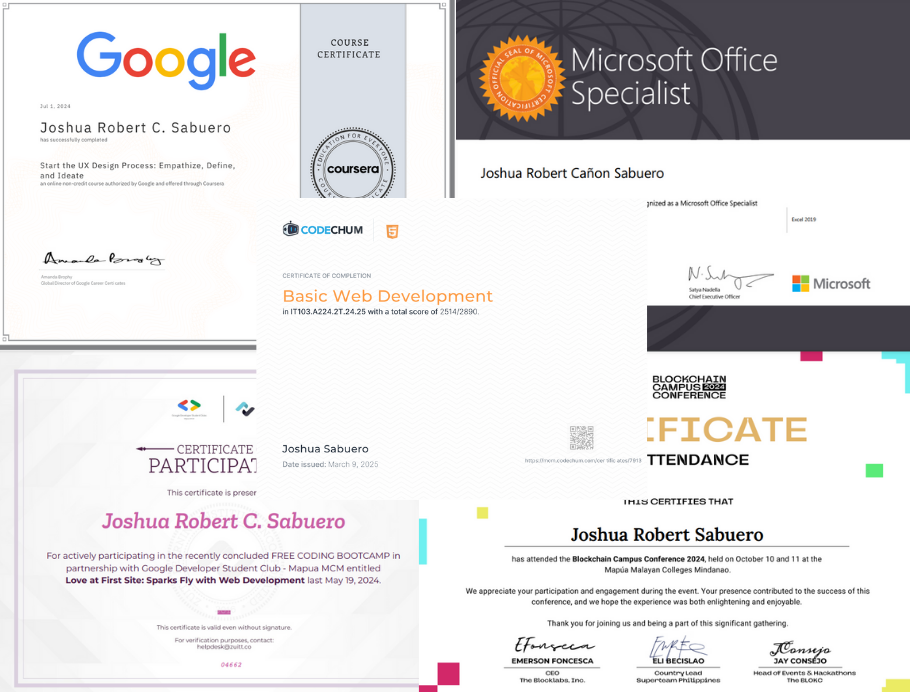 Google
COURSE
CERTIFICATE
Jul 1, 2024
Joshua Robert C. Sabuero
has successfully completed
Start the UX Design Process: Empathize, Define,
and Ideate
an online non-credit course authorized by Google and offered through Coursera
EDUCATION FOR EVERYONE
coursera
Amanda Brophy
Global Director of Google Career Certificates
OFFICIAL SEAL OF MICROSOFT CERTIFICATION
Microsoft Office
Specialist
Joshua Robert Cañon Sabuero
gnized as a Microsoft Office Specialist
Excel 2019
Satya Nadella
Chief Executive Officer
Microsoft
CODECHUM
CERTIFICATE OF COMPLETION
Basic Web Development
in IT103.A224.2T.24.25 with a total score of 2514/2890.
Joshua Sabuero
Date issued: March 9, 2025
CERTIFICATE
PARTICIPAT
This certificate is presen
Joshua Robert C. Sabuero
For actively participating in the recently concluded FREE CODING BOOTCAMP in
partnership with Google Developer Student Club - Mapua MCM entitled
Love at First Site: Sparks Fly with Web Development last May 19, 2024.
This certificate is valid even without signature.
For verification purposes, contact:
helpdesk@zuitt.co
04662
BLOCKCHAIN
CAMPUS 2024
CONFERENCE
IFICATE
TTENDANCE
THIS CERTIFIES THAT
Joshua Robert Sabuero
has attended the Blockchain Campus Conference 2024, held on October 10 and 11 at the
Mapúa Malayan Colleges Mindanao.
We appreciate your participation and engagement during the event. Your presence contributed to the success of this
conference, and we hope the experience was both enlightening and enjoyable.
Thank you for joining us and being a part of this significant gathering.
EMERSON FONCESCA
CEO
The Blocklabs, Inc.
ELI BECISLAO
Country Lead
Superteam Philippines
JAY CONSEJO
Head of Events & Hackathons
The BLOKC